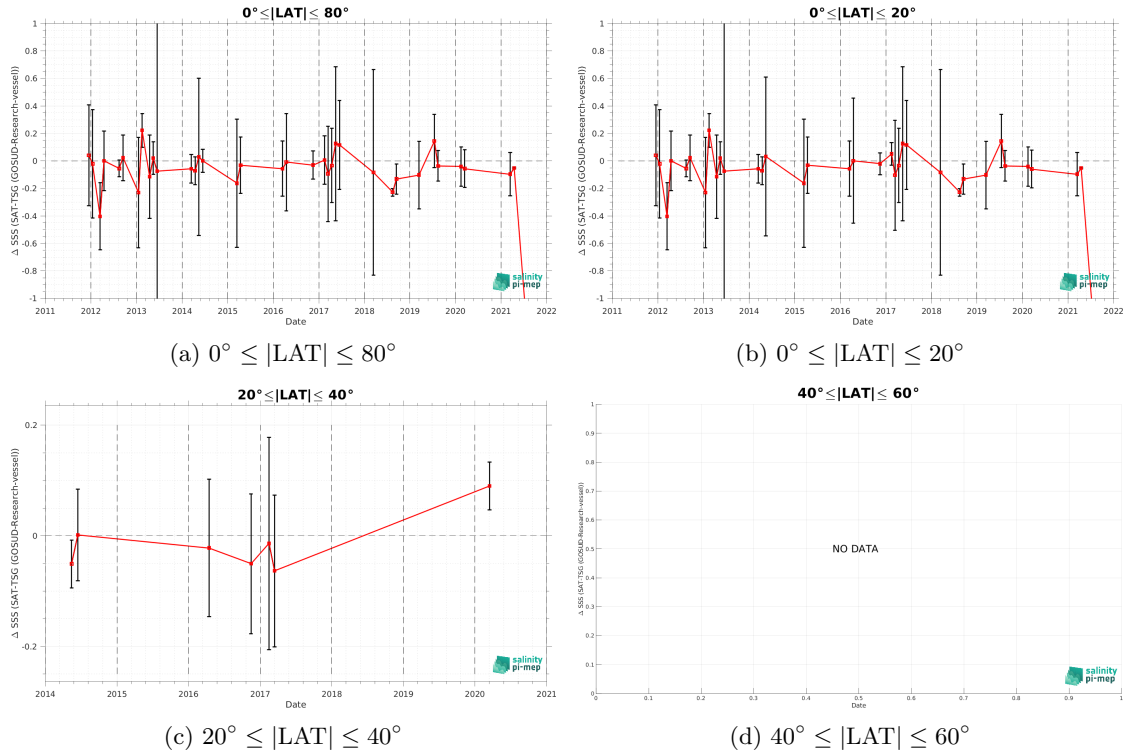 0°≤|LAT|≤ 80°
1
0.8
0.6
0.4
0.2
0
-0.2
-0.4
-0.6
-0.8
-1
Δ SSS (SAT-TSG (GOSUD-Research-vessel))
2011 2012 2013 2014 2015 2016 2017 2018 2019 2020 2021 2022
Date
salinity
pi-mep
(a) 0° ≤ |LAT| ≤ 80°
0°≤|LAT|≤ 20°
1
0.8
0.6
0.4
0.2
0
-0.2
-0.4
-0.6
-0.8
-1
Δ SSS (SAT-TSG (GOSUD-Research-vessel))
2011 2012 2013 2014 2015 2016 2017 2018 2019 2020 2021 2022
Date
salinity
pi-mep
(b) 0° ≤ |LAT| ≤ 20°
20°≤|LAT|≤ 40°
0.2
0
-0.2
Δ SSS (SAT-TSG (GOSUD-Research-vessel))
2014 2015 2016 2017 2018 2019 2020 2021
Date
salinity
pi-mep
(c) 20° ≤ |LAT| ≤ 40°
40°≤|LAT|≤ 60°
1
0.9
0.8
0.7
0.6
0.5
0.4
0.3
0.2
0.1
0
Δ SSS (SAT-TSG (GOSUD-Research-vessel))
NO DATA
0 0.1 0.2 0.3 0.4 0.5 0.6 0.7 0.8 0.9 1
Date
salinity
pi-mep
(d) 40° ≤ |LAT| ≤ 60°